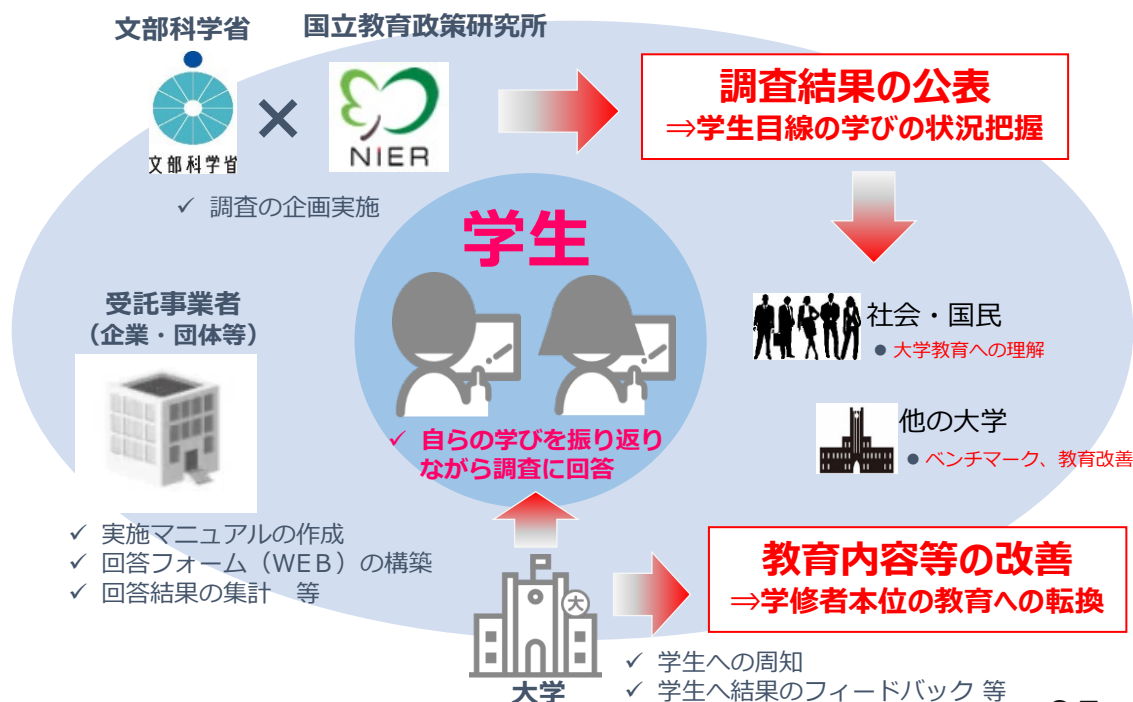 文部科学省
国立教育政策研究所
文部科学省
×
NIER
✓ 調査の企画実施
調査結果の公表
⇒学生目線の学びの状況把握
学生
✓ 自らの学びを振り返り
ながら調査に回答
受託事業者
（企業・団体等）
✓ 実施マニュアルの作成
✓ 回答フォーム（WEB）の構築
✓ 回答結果の集計　等
社会・国民
● 大学教育への理解
他の大学
● ベンチマーク、教育改善
教育内容等の改善
⇒学修者本位の教育への転換
大
大学
✓ 学生への周知
✓ 学生へ結果のフィードバック 等